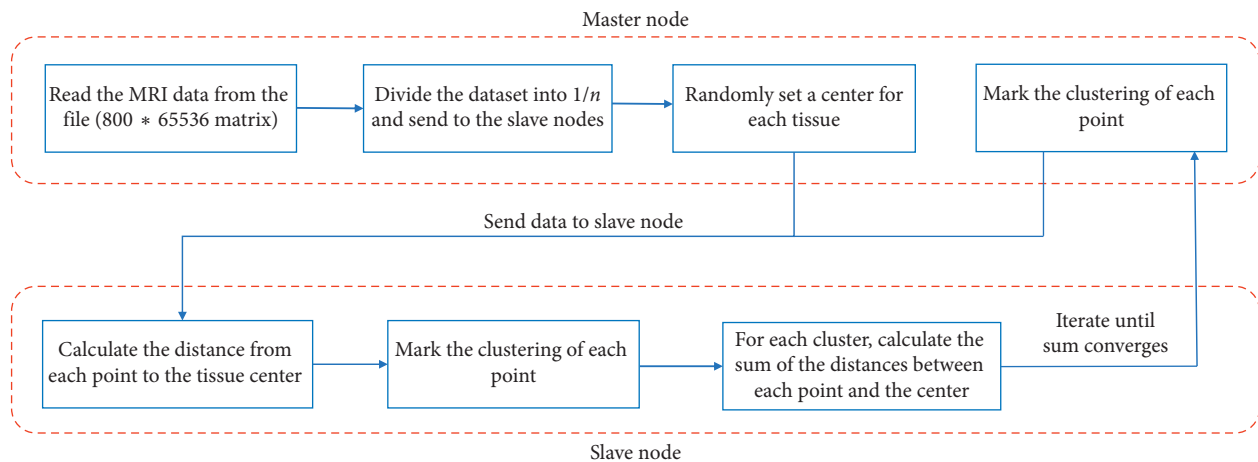 Master node
Read the MRI data from the
file (800 * 65536 matrix)
Divide the dataset into 1/n
and send to the slave nodes
Randomly set a center for
each tissue
Mark the clustering of each
point
Send data to slave node
Calculate the distance from
each point to the tissue center
Mark the clustering of each
point
For each cluster, calculate the
sum of the distances between
each point and the center
Iterate until
sum converges
Slave node